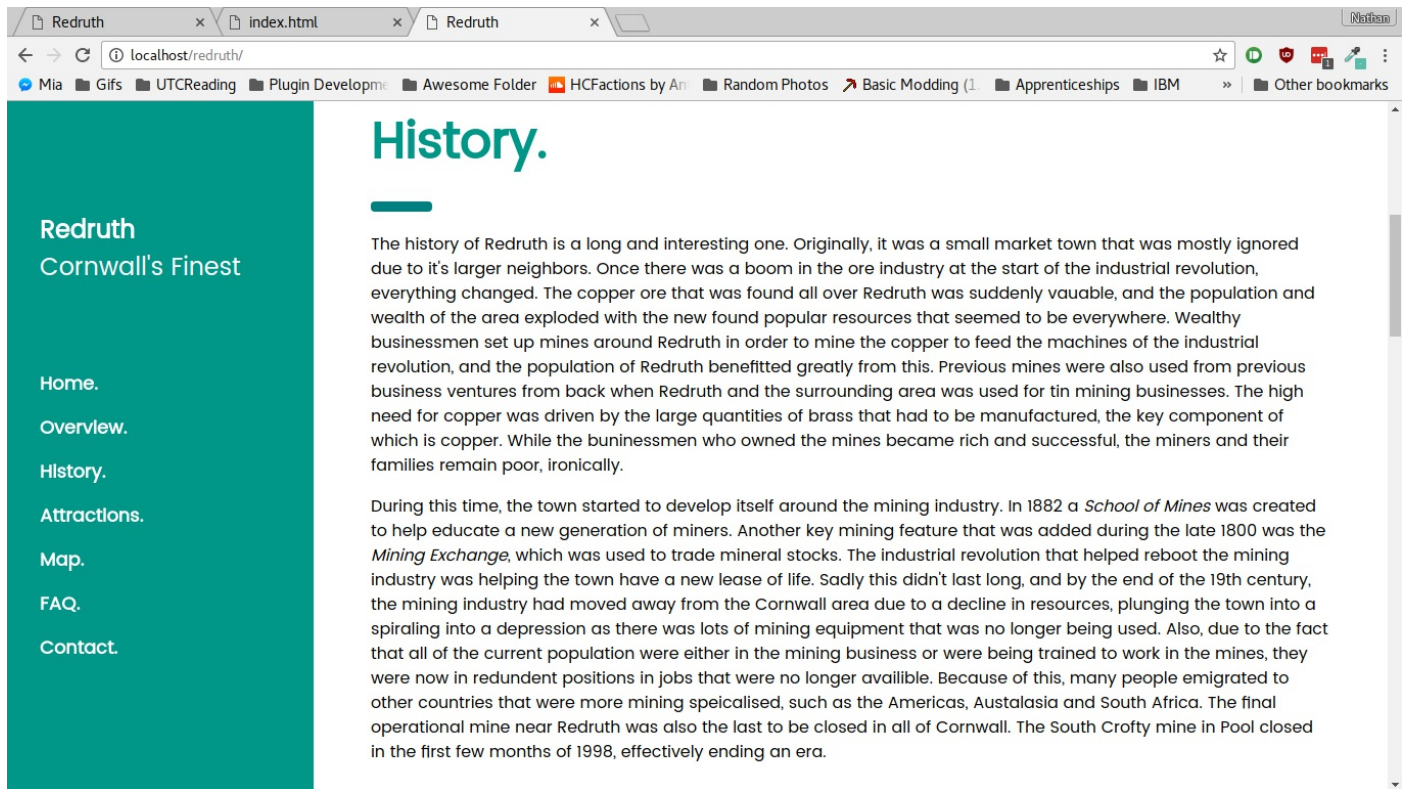 Redruth
index.html
Redruth
Nathan
localhost/redruth/
Mia Gifs UTCReading Plugin Developme Awesome Folder HCFactions by An Random Photos Basic Modding (1. Apprenticeships IBM » Other bookmarks
History.
Redruth
Cornwall's Finest
Home.
Overview.
History.
Attractions.
Map.
FAQ.
Contact.
The history of Redruth is a long and interesting one. Originally, it was a small market town that was mostly ignored
due to it's larger neighbors. Once there was a boom in the ore industry at the start of the industrial revolution,
everything changed. The copper ore that was found all over Redruth was suddenly vauable, and the population and
wealth of the area exploded with the new found popular resources that seemed to be everywhere. Wealthy
businessmen set up mines around Redruth in order to mine the copper to feed the machines of the industrial
revolution, and the population of Redruth benefitted greatly from this. Previous mines were also used from previous
business ventures from back when Redruth and the surrounding area was used for tin mining businesses. The high
need for copper was driven by the large quantities of brass that had to be manufactured, the key component of
which is copper. While the buninessmen who owned the mines became rich and successful, the miners and their
families remain poor, ironically.
During this time, the town started to develop itself around the mining industry. In 1882 a School of Mines was created
to help educate a new generation of miners. Another key mining feature that was added during the late 1800 was the
Mining Exchange, which was used to trade mineral stocks. The industrial revolution that helped reboot the mining
industry was helping the town have a new lease of life. Sadly this didn't last long, and by the end of the 19th century,
the mining industry had moved away from the Cornwall area due to a decline in resources, plunging the town into a
spiraling into a depression as there was lots of mining equipment that was no longer being used. Also, due to the fact
that all of the current population were either in the mining business or were being trained to work in the mines, they
were now in redundent positions in jobs that were no longer availible. Because of this, many people emigrated to
other countries that were more mining speicalised, such as the Americas, Austalasia and South Africa. The final
operational mine near Redruth was also the last to be closed in all of Cornwall. The South Crofty mine in Pool closed
in the first few months of 1998, effectively ending an era.